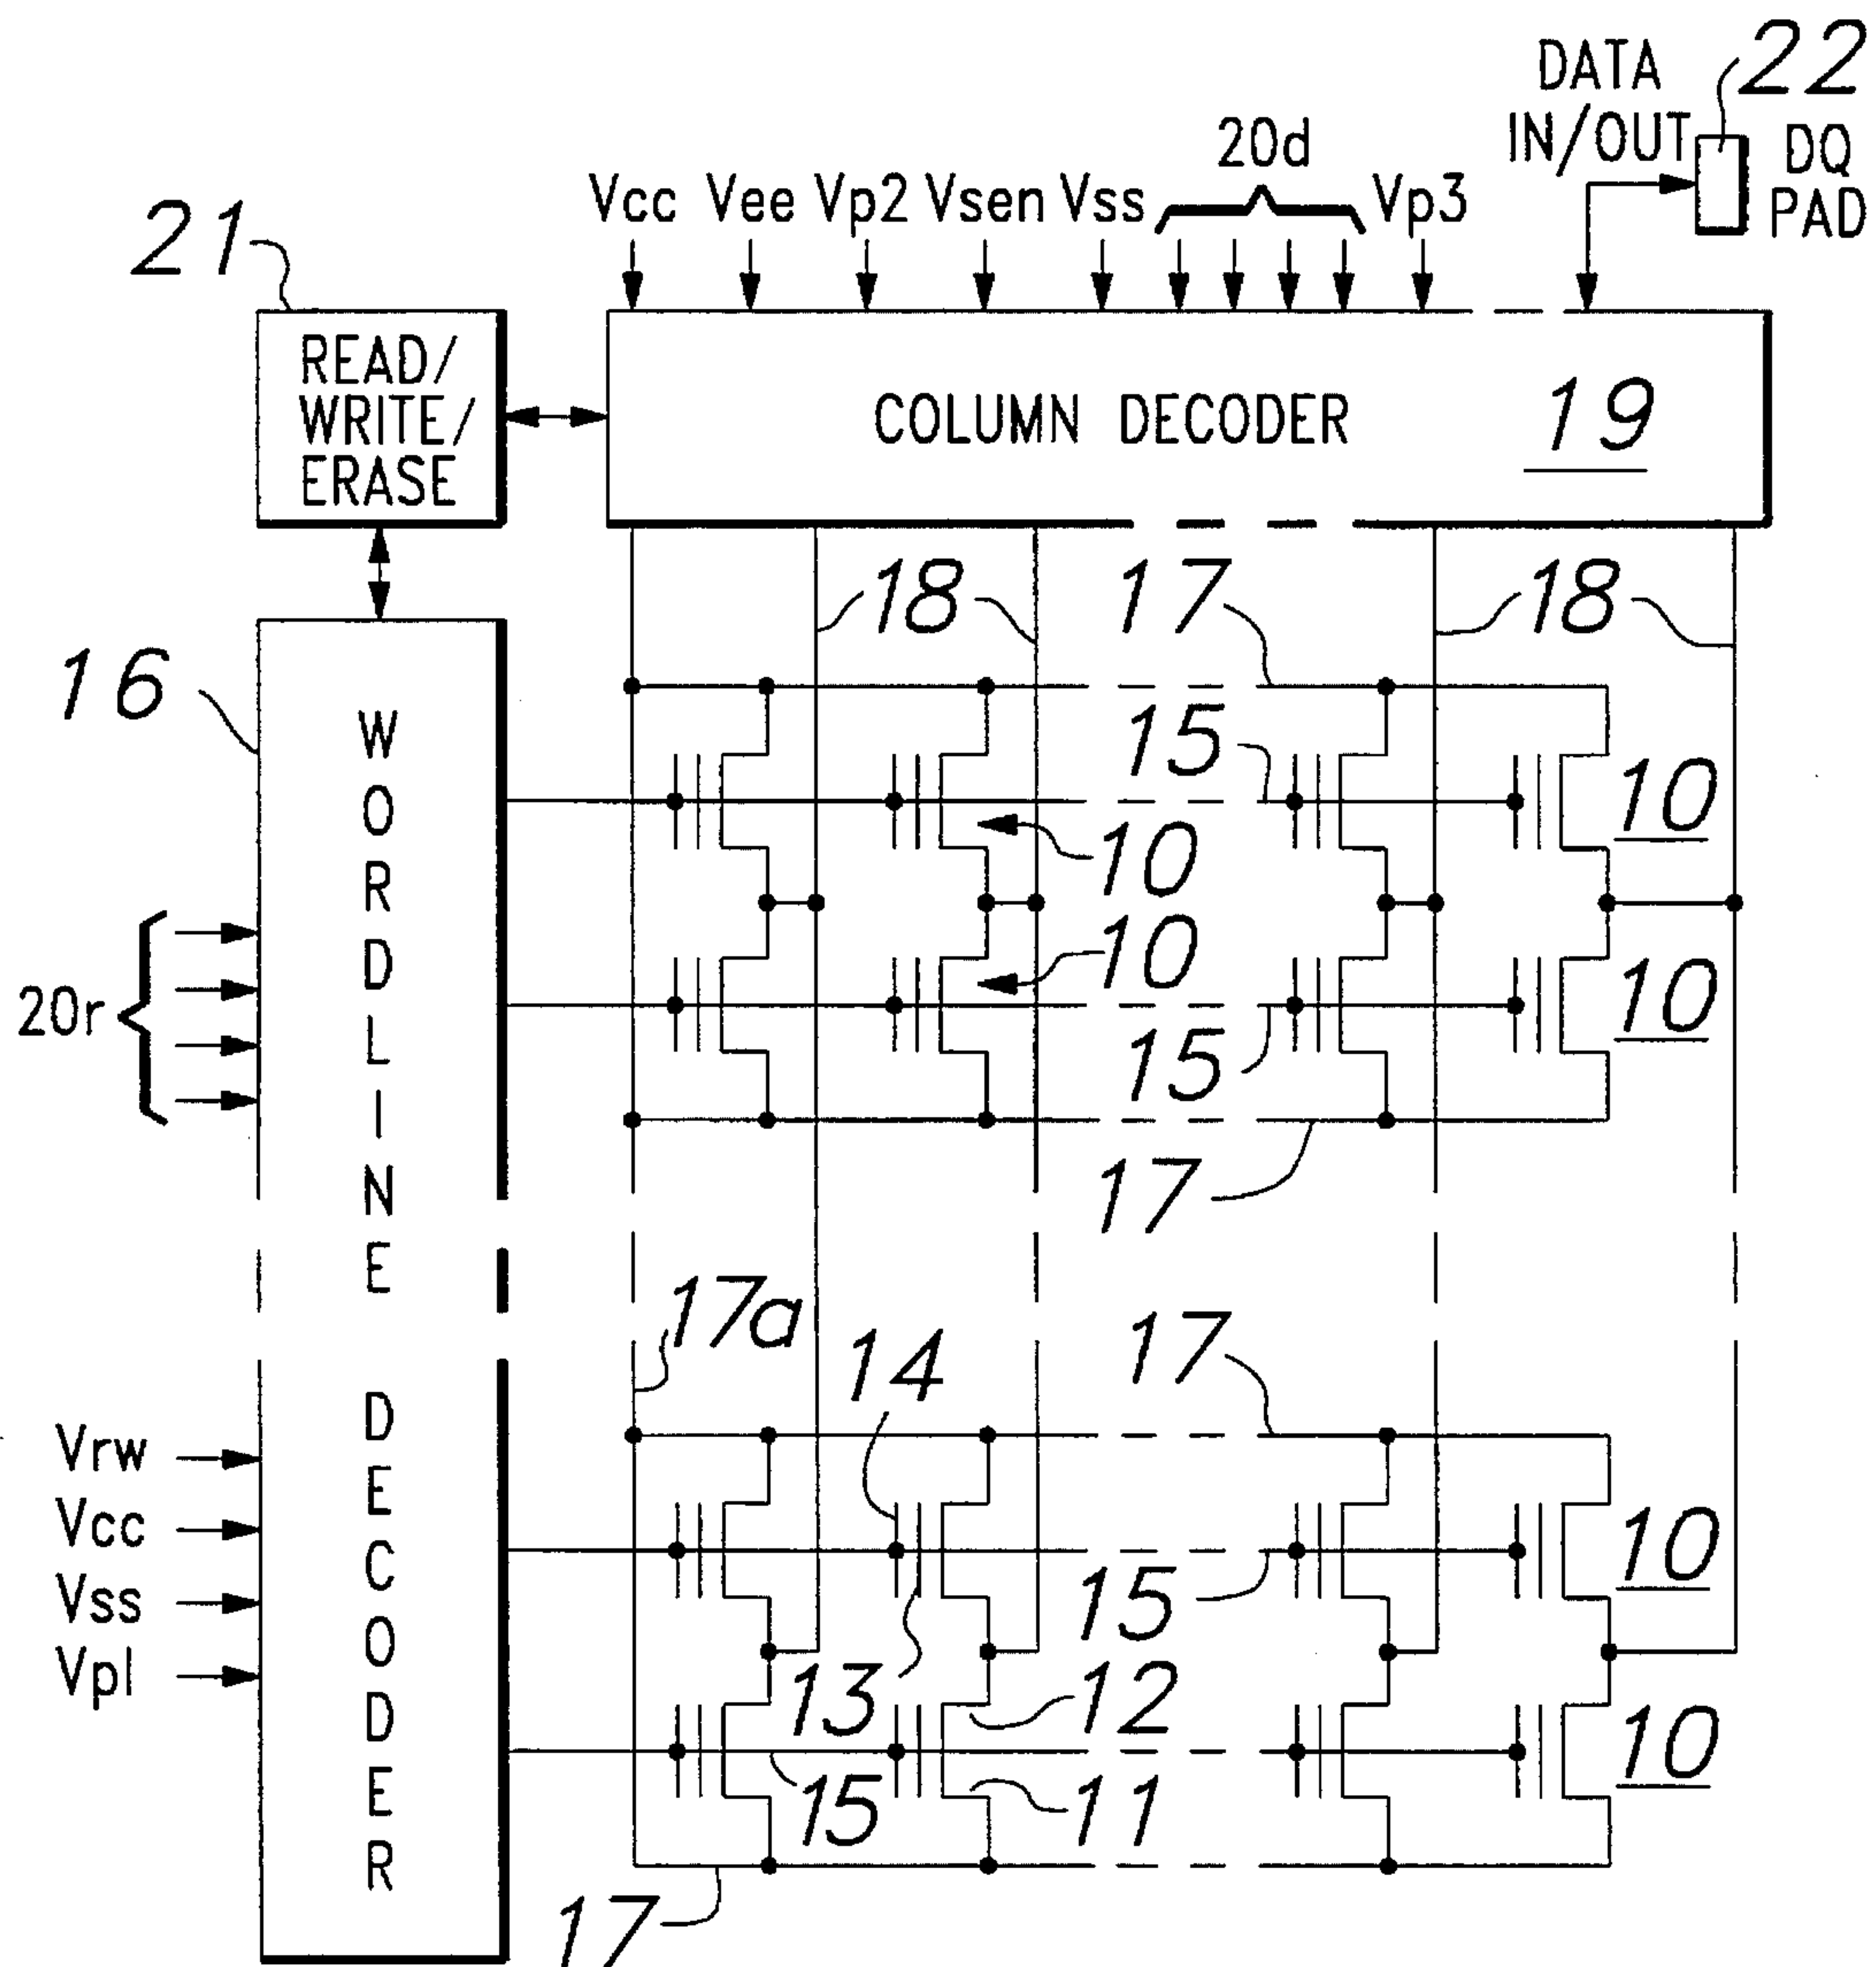 DATA
IN/OUT
22
DQ
PAD
20d
Vcc Vee Vp2 Vsen Vss Vp3
21
READ/
WRITE/
ERASE
COLUMN DECODER
19
18
17
18
16
WORDLINE DECODER
15
10
10
10
10
20r
15
17
17a
14
17
Vrw
Vcc
Vss
Vpl
15
10
13
12
10
15
11
17